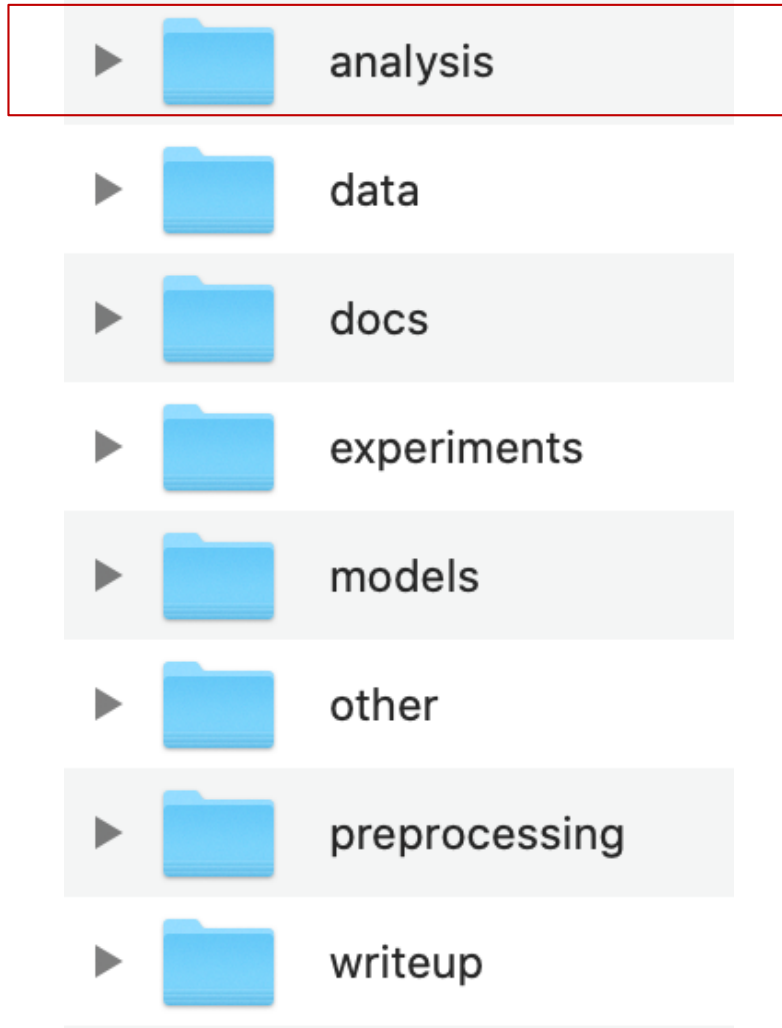 analysis
data
docs
experiments
models
other
preprocessing
writeup